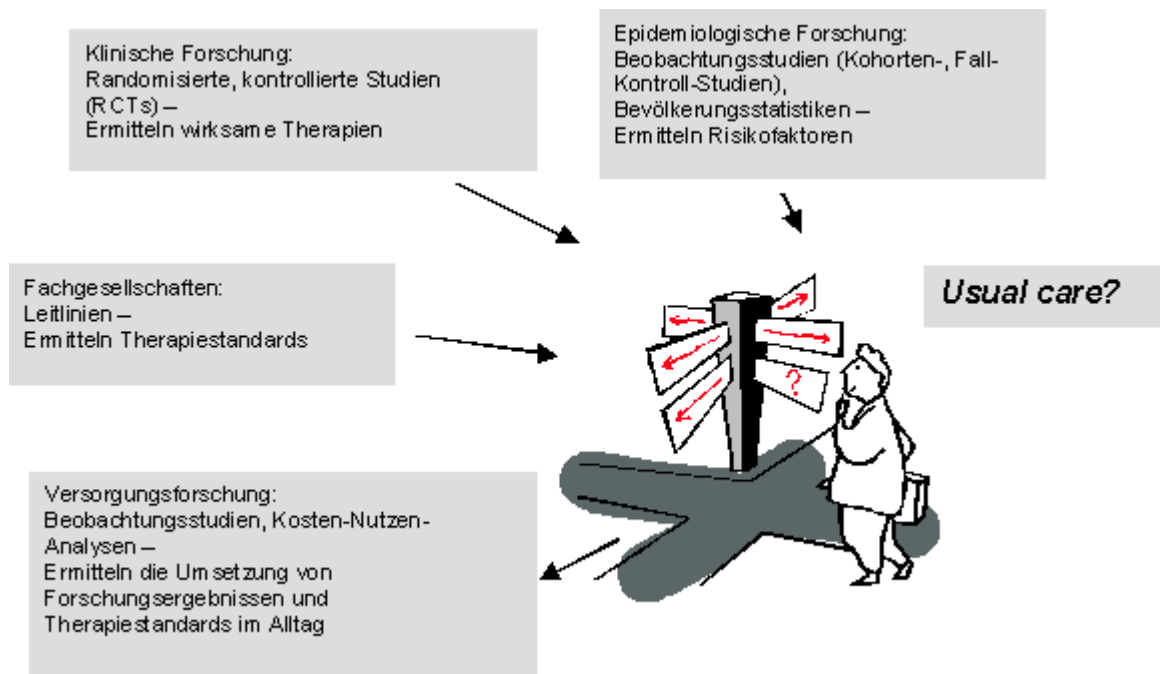 Klinische Forschung:
Randomisierte, kontrollierte Studien
(RCTs) –
Ermitteln wirksame Therapien
Epidemiologische Forschung:
Beobachtungsstudien (Kohorten-, Fall-
Kontroll-Studien),
Bevölkerungsstatistiken –
Ermitteln Risikofaktoren
Fachgesellschaften:
Leitlinien –
Ermitteln Therapiestandards
Usual care?
?
Versorgungsforschung:
Beobachtungsstudien, Kosten-Nutzen-
Analysen –
Ermitteln die Umsetzung von
Forschungsergebnissen und
Therapiestandards im Alltag